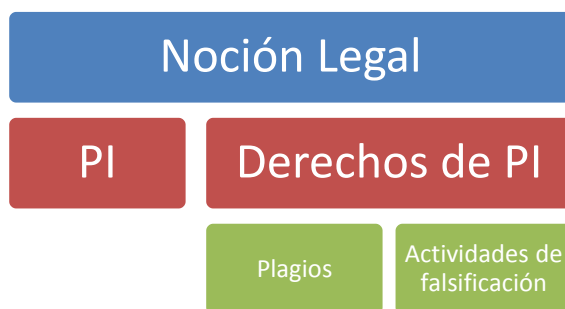 Noción Legal
PI
Derechos de PI
Plagios
Actividades de
falsificación